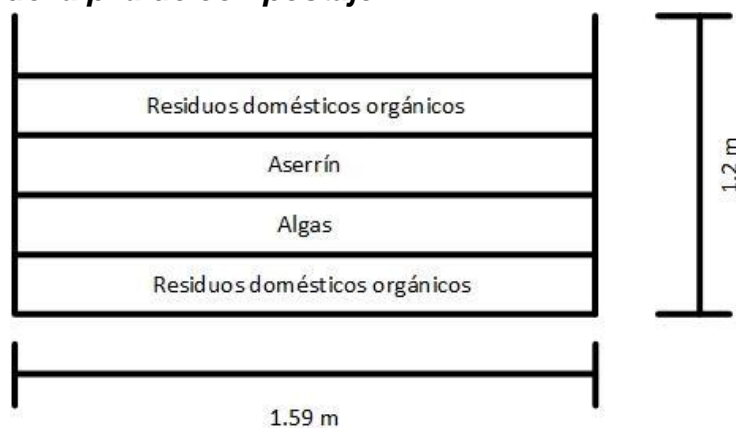 Residuos domésticos orgánicos
Aserrín
Algas
Residuos domésticos orgánicos
1.2 m
1.59 m